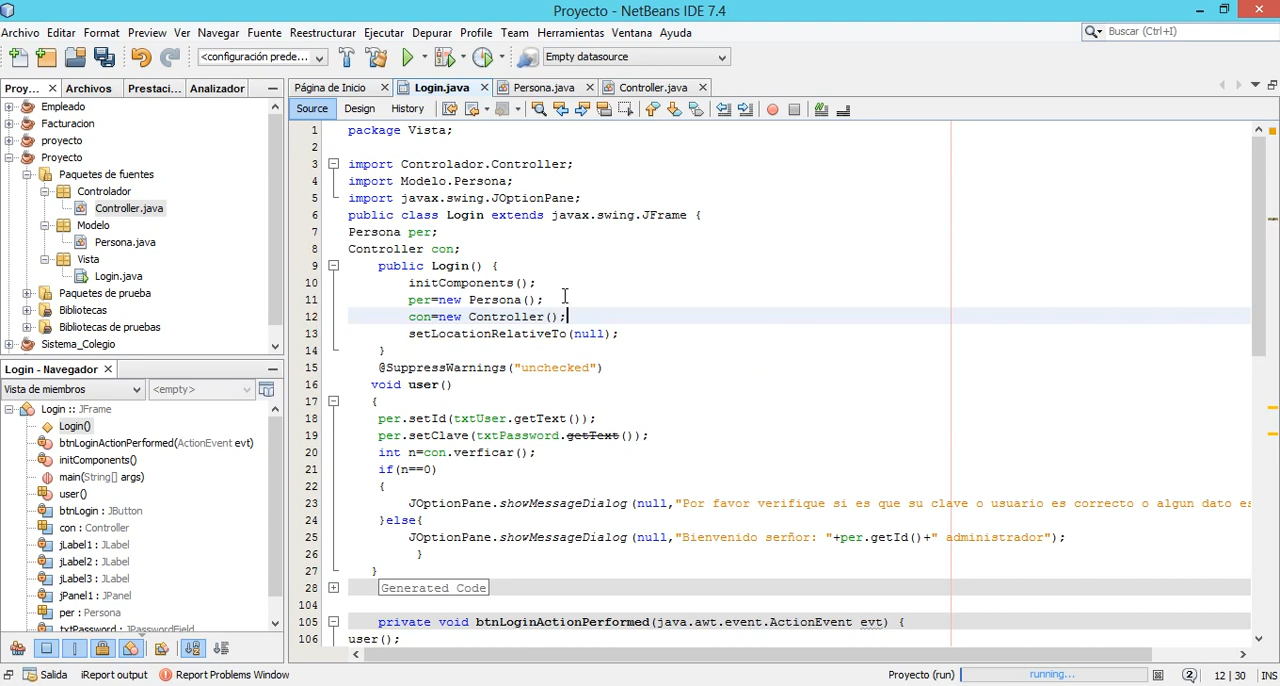 Proyecto - NetBeans IDE 7.4
Archivo Editar Format Preview Ver Navegar Fuente Reestructurar Ejecutar Depurar Profile Team Herramientas Ventana Ayuda
Buscar (Ctrl+I)
<configuración prede...
Empty datasource
Proy... Archivos Prestaci... Analizador
Página de Inicio Login.java Persona.java Controller.java
Source Design History
Empleado
Facturacion
proyecto
Proyecto
Paquetes de fuentes
Controlador
Controller.java
Modelo
Persona.java
Vista
Login.java
Paquetes de prueba
Bibliotecas
Bibliotecas de pruebas
Sistema_Colegio
Login - Navegador
Vista de miembros <empty>
Login :: JFrame
Login()
btnLoginActionPerformed(ActionEvent evt)
initComponents()
main(String[] args)
user()
btnLogin : JButton
con : Controller
jLabel1 : JLabel
jLabel2 : JLabel
jLabel3 : JLabel
jPanel1 : JPanel
per : Persona
txtPassword : JPasswordField
1 package Vista;
2
3 import Controlador.Controller;
4 import Modelo.Persona;
5 import javax.swing.JOptionPane;
6 public class Login extends javax.swing.JFrame {
7 Persona per;
8 Controller con;
9 public Login() {
10 initComponents();
11 per=new Persona();
12 con=new Controller();
13 setLocationRelativeTo(null);
14 }
15 @SuppressWarnings("unchecked")
16 void user()
17 {
18 per.setId(txtUser.getText());
19 per.setClave(txtPassword.getText());
20 int n=con.verficar();
21 if(n==0)
22 {
23 JOptionPane.showMessageDialog(null,"Por favor verifique si es que su clave o usuario es correcto o algun dato es
24 }else{
25 JOptionPane.showMessageDialog(null,"Bienvenido serñor: "+per.getId()+" administrador");
26 }
27 }
28 Generated Code
104
105 private void btnLoginActionPerformed(java.awt.event.ActionEvent evt) {
106 user();
Salida iReport output Report Problems Window
Proyecto (run) running... 2 12 | 30 INS